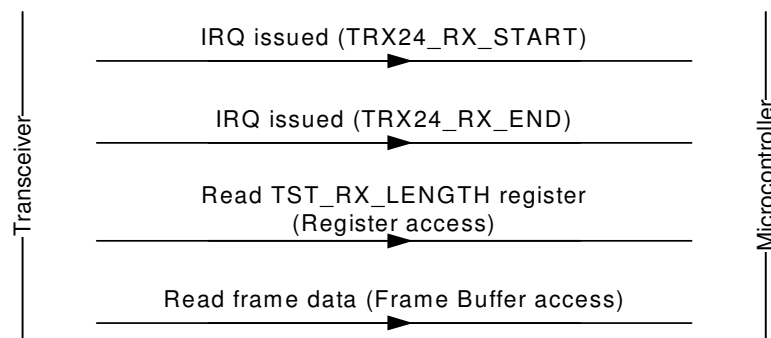 Transceiver
IRQ issued (TRX24_RX_START)
IRQ issued (TRX24_RX_END)
Read TST_RX_LENGTH register
(Register access)
Read frame data (Frame Buffer access)
Microcontroller